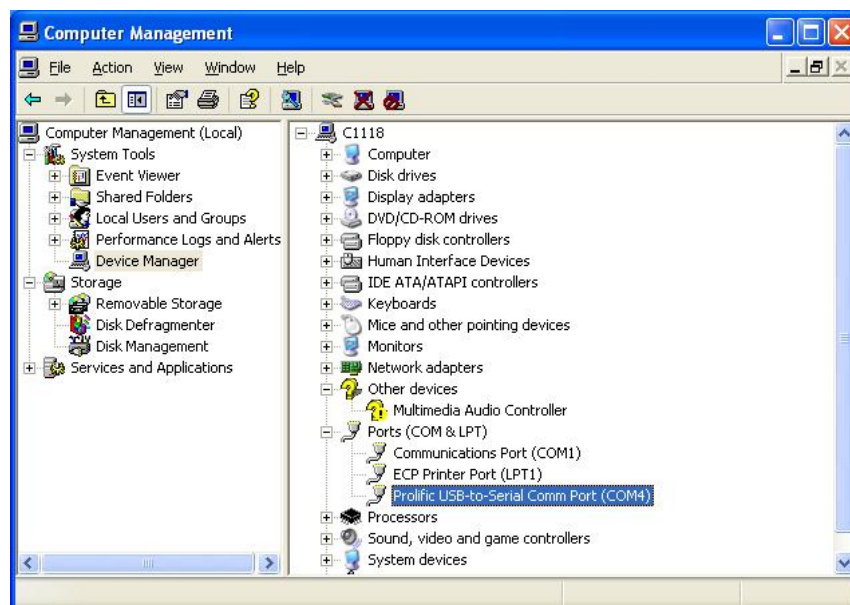 Computer Management
File Action View Window Help
Computer Management (Local)
System Tools
Event Viewer
Shared Folders
Local Users and Groups
Performance Logs and Alerts
Device Manager
Storage
Removable Storage
Disk Defragmenter
Disk Management
Services and Applications
C1118
Computer
Disk drives
Display adapters
DVD/CD-ROM drives
Floppy disk controllers
Human Interface Devices
IDE ATA/ATAPI controllers
Keyboards
Mice and other pointing devices
Monitors
Network adapters
Other devices
Multimedia Audio Controller
Ports (COM & LPT)
Communications Port (COM1)
ECP Printer Port (LPT1)
Prolific USB-to-Serial Comm Port (COM4)
Processors
Sound, video and game controllers
System devices